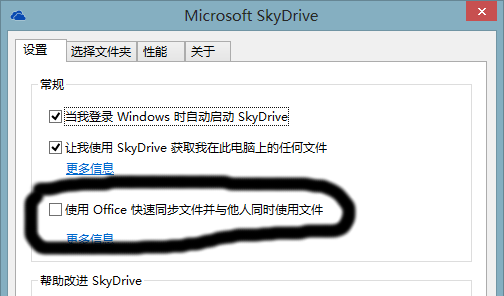 Microsoft SkyDrive
设置 选择文件夹 性能 关于
常规
当我登录 Windows 时自动启动 SkyDrive
让我使用 SkyDrive 获取我在此电脑上的任何文件
更多信息
使用 Office 快速同步文件并与他人同时使用文件
更多信息
帮助改进 SkyDrive